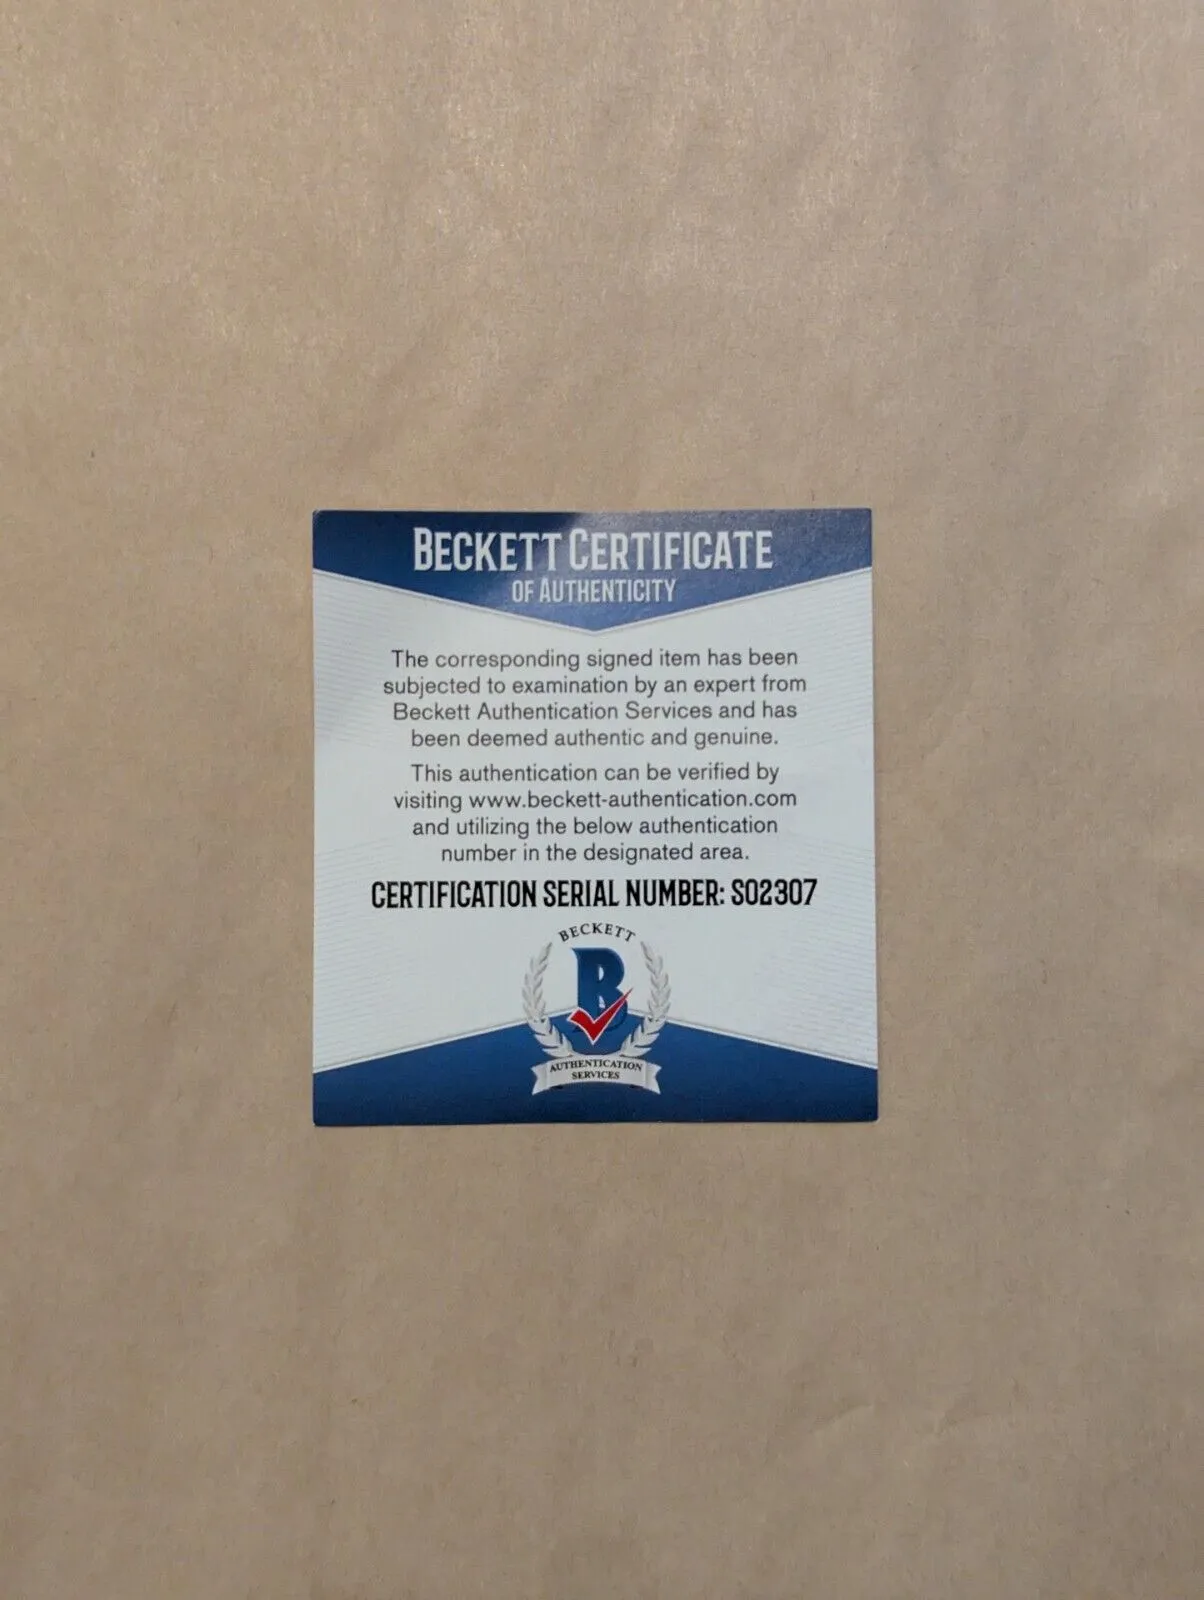 BECKETT CERTIFICATE
OF AUTHENTICITY
The corresponding signed item has been
subjected to examination by an expert from
Beckett Authentication Services and has
been deemed authentic and genuine.
This authentication can be verified by
visiting www.beckett-authentication.com
and utilizing the below authentication
number in the designated area.
CERTIFICATION SERIAL NUMBER: S02307
BECKETT
B
AUTHENTICATION
SERVICES